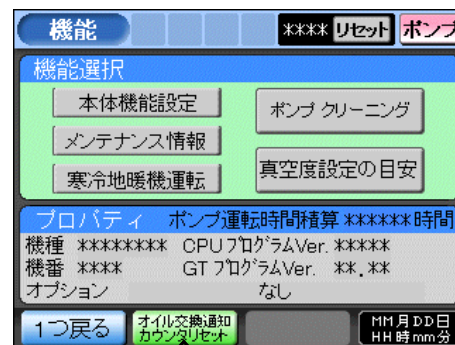 機能 **** リセット ポンプ
機能選択
本体機能設定 ポンプ クリーニング
メンテナンス情報
寒冷地暖機運転 真空度設定の目安
プロパティ ポンプ運転時間積算 ******時間
機種 ******** CPUプログラムVer. *****
機番 **** GT プログラムVer. **.**
オプション なし
1つ戻る オイル交換通知 カウンタリセット MM月DD日
HH時mm分